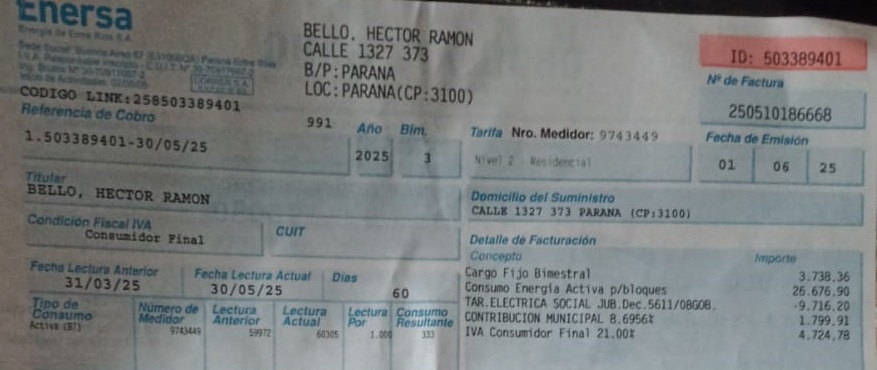 Enersa
Energía de Entre Ríos S.A.
BELLO, HECTOR RAMON
CALLE 1327 373
B/P:PARANA
LOC:PARANA(CP:3100)
ID: 503389401
Nº de Factura
250510186668
CODIGO LINK:258503389401
Referencia de Cobro
991
Año
Bim.
1.503389401-30/05/25
2025
3
Tarifa Nro. Medidor: 9743449
Nivel 2 - Residencial
Fecha de Emisión
01 06 25
Titular
BELLO, HECTOR RAMON
Domicilio del Suministro
CALLE 1327 373 PARANA (CP:3100)
Condición Fiscal IVA
Consumidor Final
CUIT
Detalle de Facturación
Concepto Importe
Cargo Fijo Bimestral 3.738,36
Consumo Energía Activa p/bloques 26.676,90
TAR.ELECTRICA SOCIAL JUB.Dec.5611/08GOB. -9.716,20
CONTRIBUCION MUNICIPAL 8.6956% 1.799,91
IVA Consumidor Final 21.00% 4.724,78
Fecha Lectura Anterior Fecha Lectura Actual Días
31/03/25 30/05/25 60
Tipo de Consumo Número de Medidor Lectura Anterior Lectura Actual Lectura Por Consumo Resultante
Activa (BT) 9743449 59972 60305 1.000 333